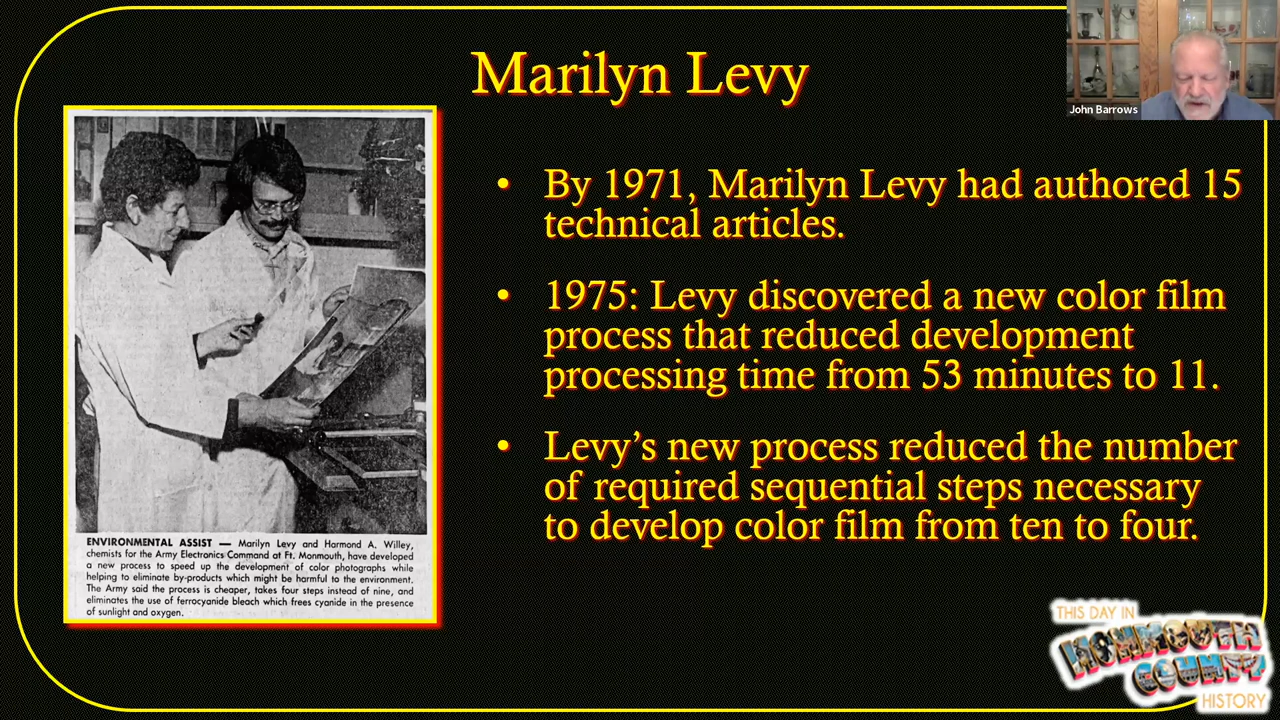 Marilyn Levy
John Barrows
• By 1971, Marilyn Levy had authored 15
technical articles.
• 1975: Levy discovered a new color film
process that reduced development
processing time from 53 minutes to 11.
• Levy’s new process reduced the number
of required sequential steps necessary
to develop color film from ten to four.
ENVIRONMENTAL ASSIST — Marilyn Levy and Harmond A. Willey,
chemists for the Army Electronics Command at Ft. Monmouth, have developed
a new process to speed up the development of color photographs while
helping to eliminate by-products which might be harmful to the environment.
The Army said the process is cheaper, takes four steps instead of nine, and
eliminates the use of ferrocyanide bleach which frees cyanide in the presence
of sunlight and oxygen.
THIS DAY IN
MONMOUTH
COUNTY
HISTORY